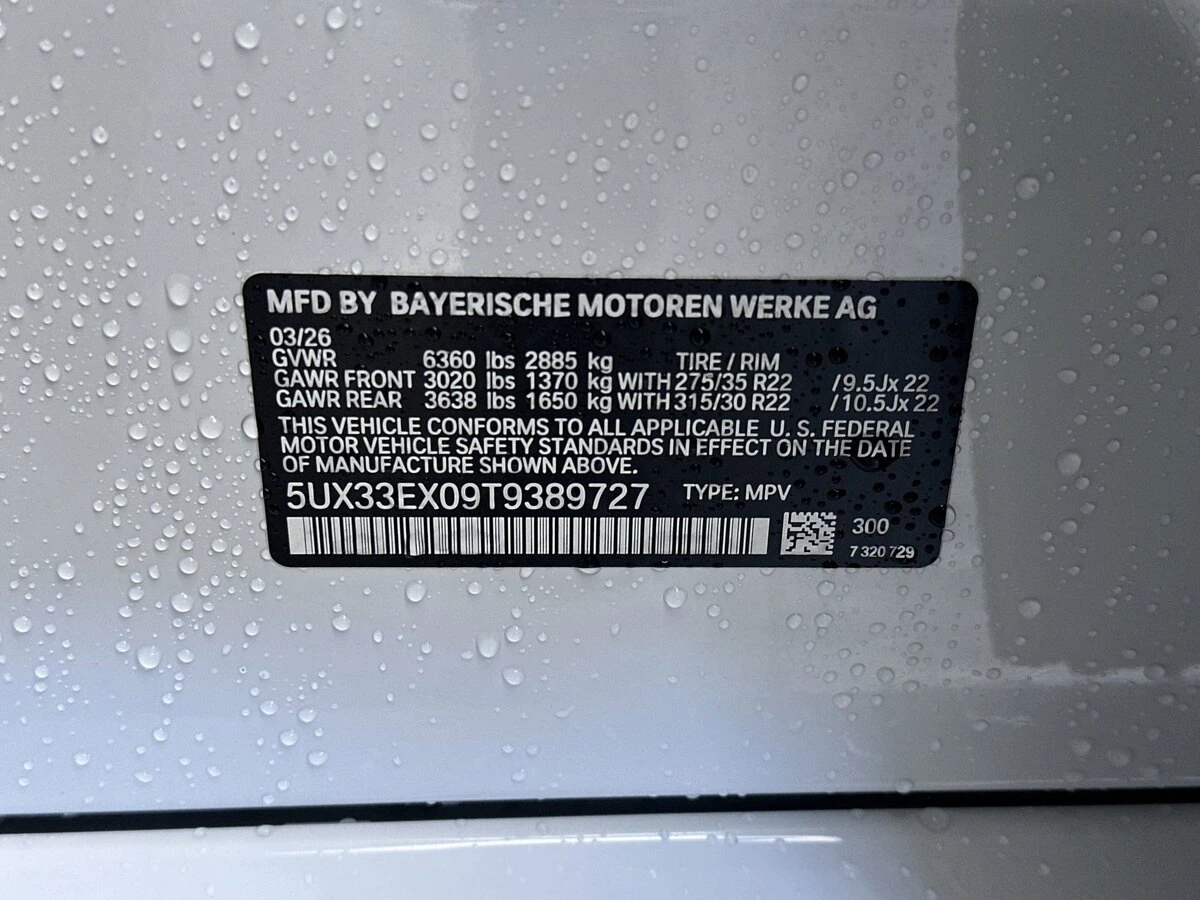 MFD BY BAYERISCHE MOTOREN WERKE AG
03/26
GVWR 6360 lbs 2885 kg TIRE / RIM
GAWR FRONT 3020 lbs 1370 kg WITH 275/35 R22 /9.5Jx 22
GAWR REAR 3638 lbs 1650 kg WITH 315/30 R22 /10.5Jx 22
THIS VEHICLE CONFORMS TO ALL APPLICABLE U. S. FEDERAL
MOTOR VEHICLE SAFETY STANDARDS IN EFFECT ON THE DATE
OF MANUFACTURE SHOWN ABOVE.
5UX33EX09T9389727 TYPE: MPV
300
7 320 729